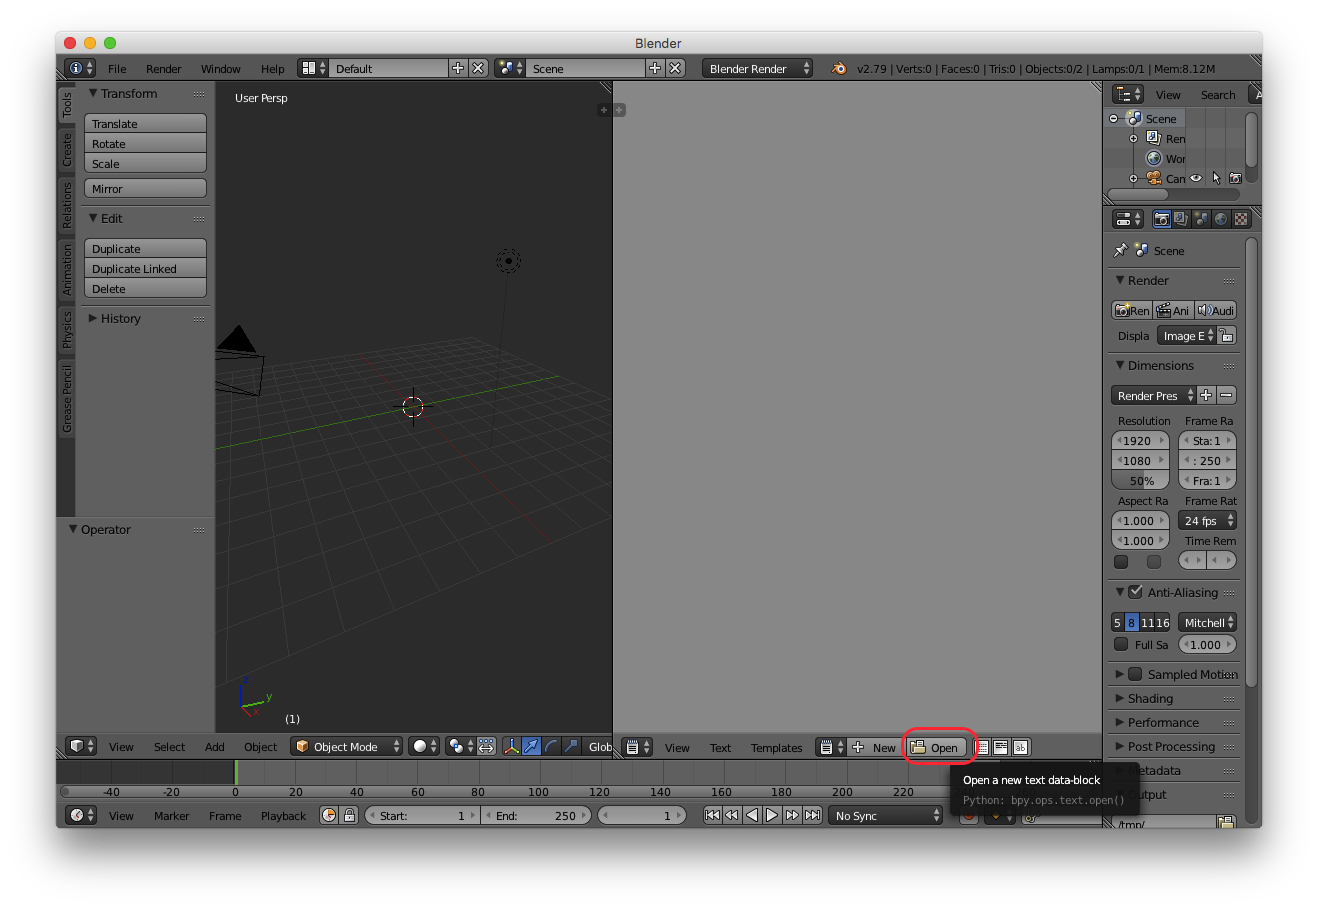 Blender
File Render Window Help Default Scene Blender Render v2.79 | Verts:0 | Faces:0 | Tris:0 | Objects:0/2 | Lamps:0/1 | Mem:8.12M
Tools
Create
Relations
Animation
Physics
Grease Pencil
Transform
Translate
Rotate
Scale
Mirror
Edit
Duplicate
Duplicate Linked
Delete
History
Operator
User Persp
z
y
x
(1)
View Select Add Object Object Mode Glob
View Text Templates New Open
Open a new text data-block
Python: bpy.ops.text.open()
View Search A
Scene
Ren
Wor
Can
Scene
Render
Ren Ani Audi
Displa Image E
Dimensions
Render Pres
Resolution Frame Ra
1920 Sta: 1
1080 : 250
50% Fra: 1
Aspect Ra Frame Rat
1.000 24 fps
1.000 Time Rem
Anti-Aliasing
5 8 11 16 Mitchell
Full Sa 1.000
Sampled Motion
Shading
Performance
Post Processing
Metadata
Output
/tmp/
-40 -20 0 20 40 60 80 100 120 140 160 180 200 220
View Marker Frame Playback Start: 1 End: 250 1 No Sync